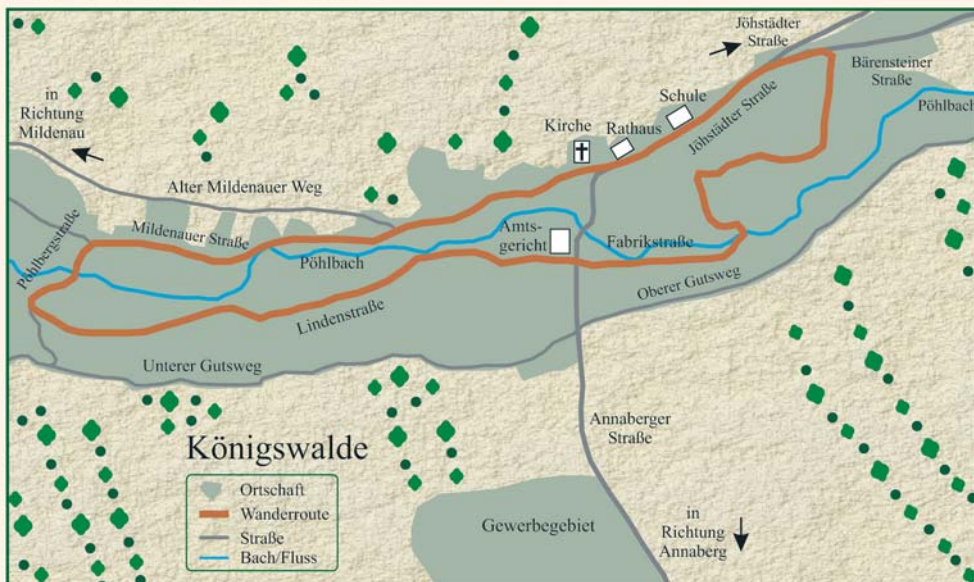 Jöhstädter
Straße
Bärensteiner
Straße
Pöhlbach
in
Richtung
Mildenau
Schule
Kirche
Rathaus
Jöhstädter Straße
Alter Mildenauer Weg
Pöhlbergstraße
Mildenauer Straße
Pöhlbach
Amts-
gericht
Fabrikstraße
Oberer Gutsweg
Lindenstraße
Unterer Gutsweg
Annaberger
Straße
Königswalde
Ortschaft
Wanderroute
Straße
Bach/Fluss
Gewerbegebiet
in
Richtung
Annaberg